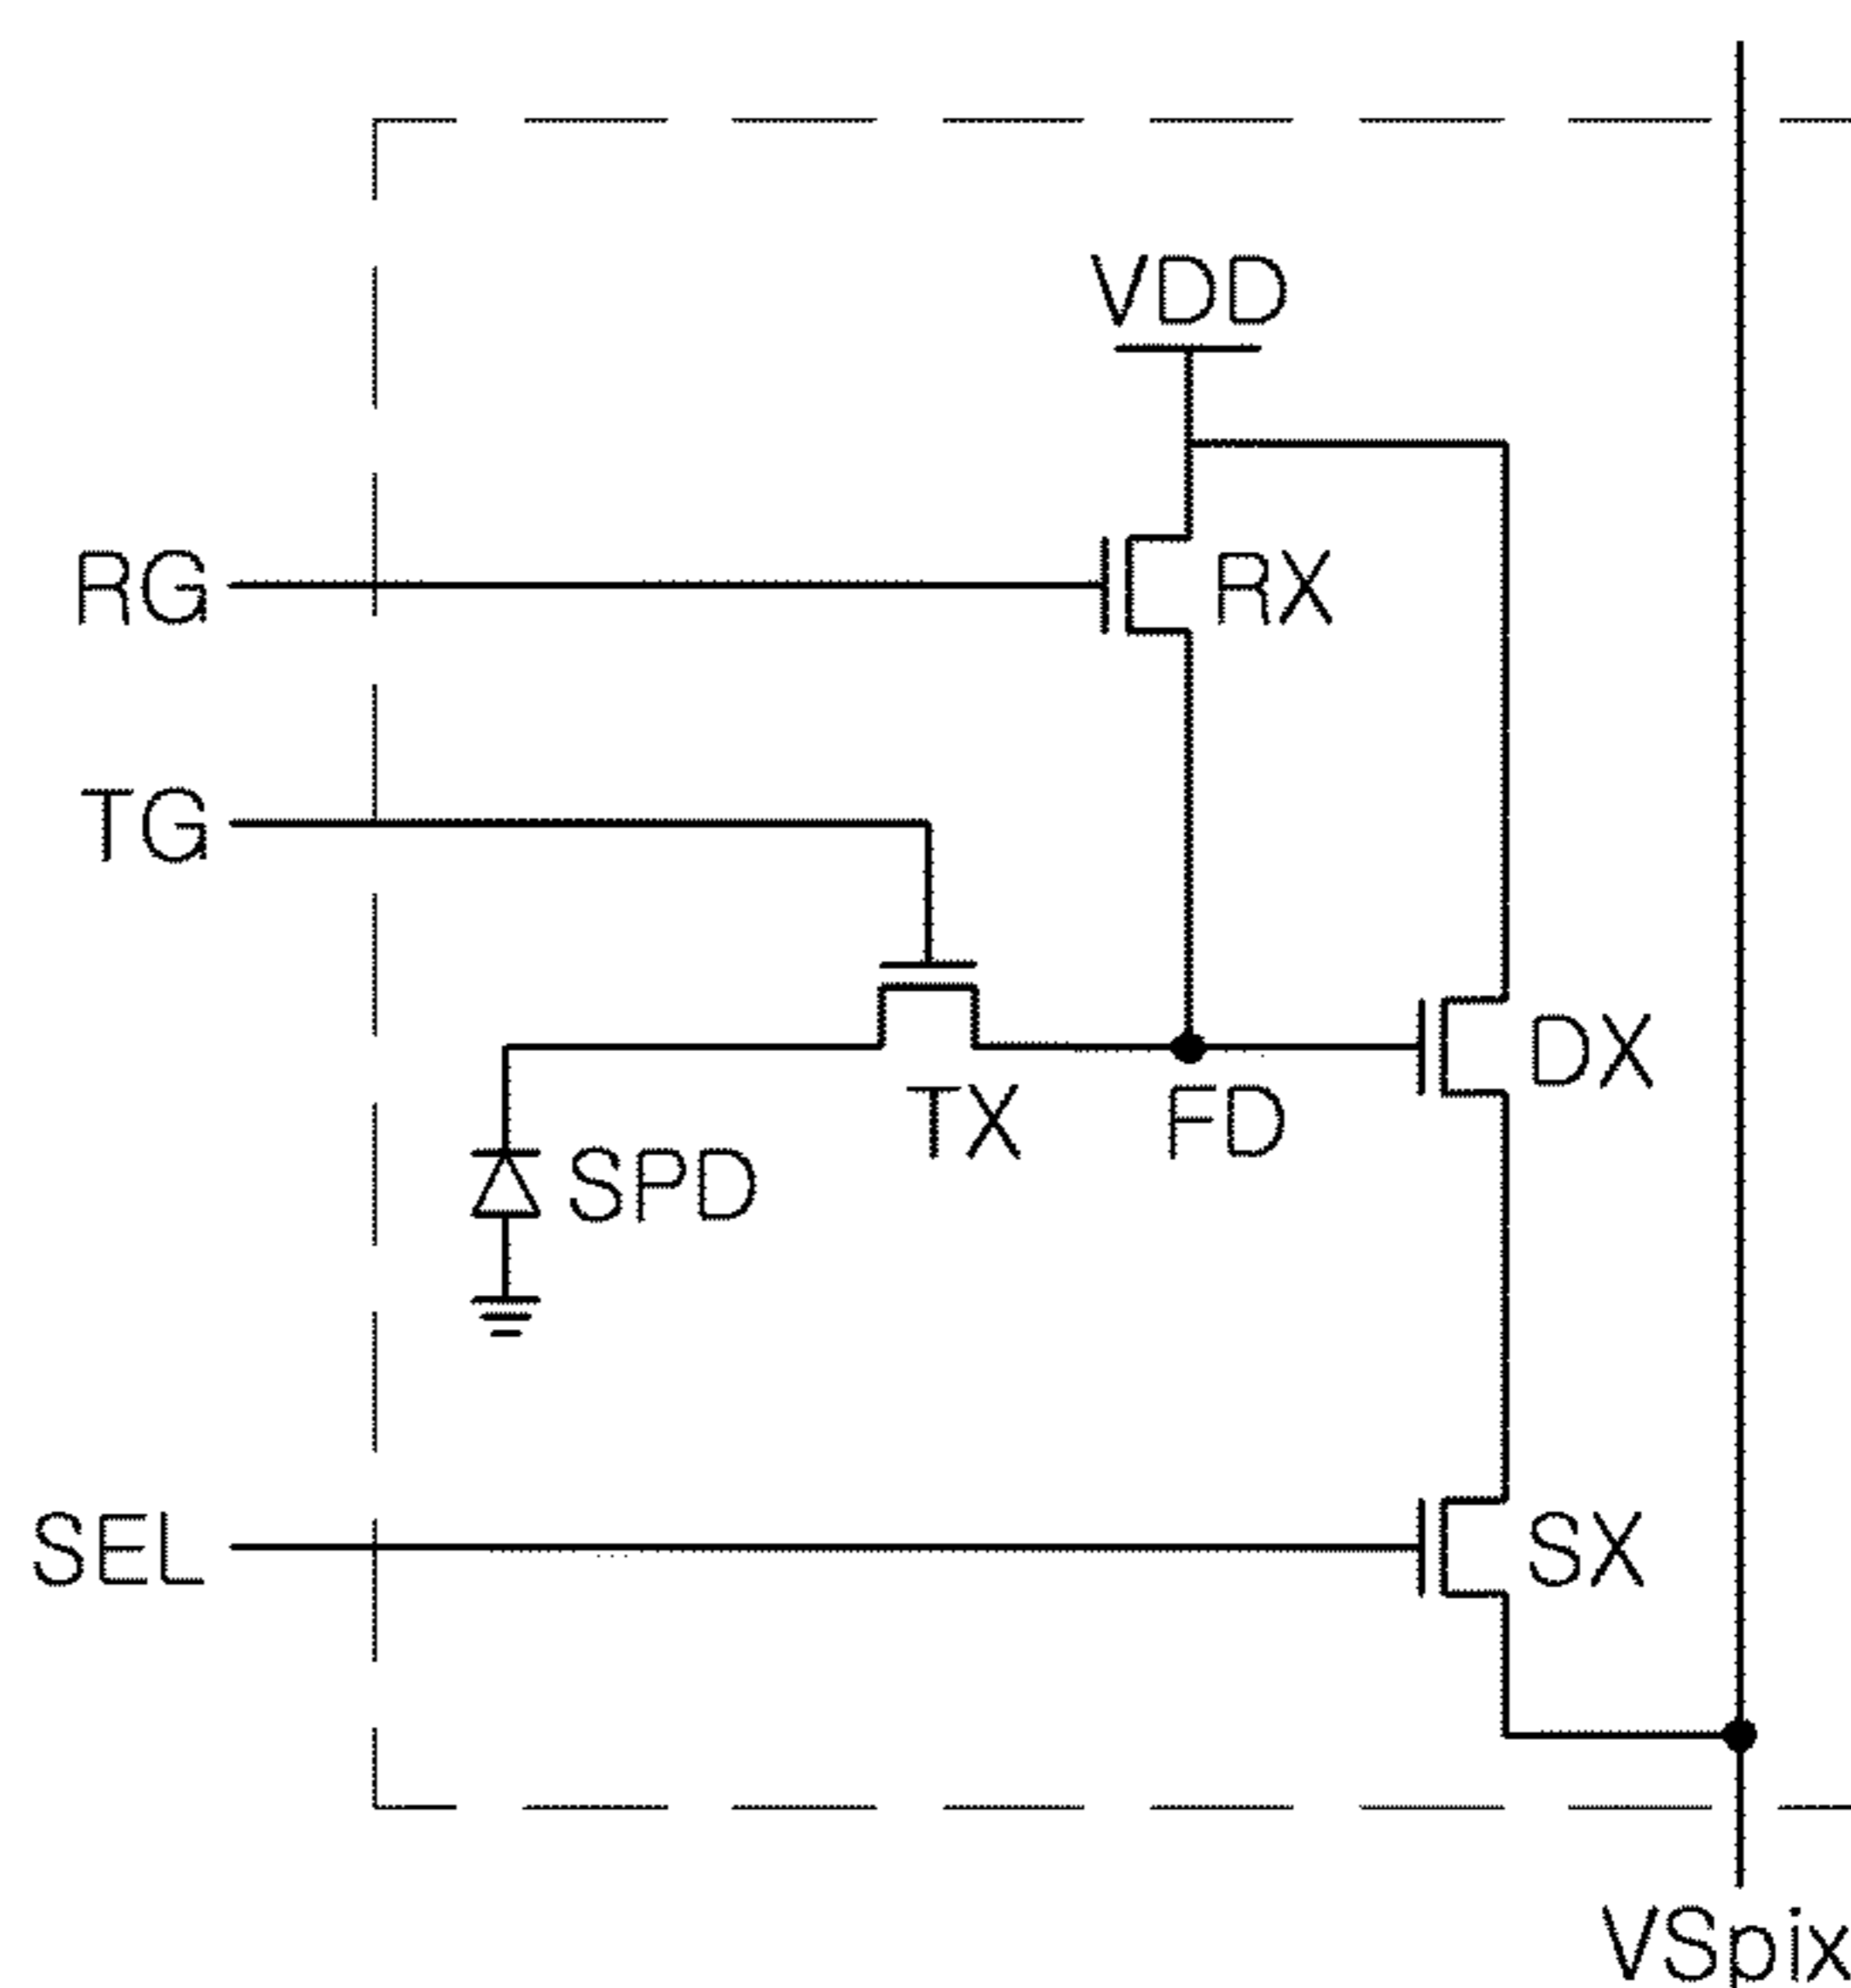 VDD
RG
RX
TG
DX
TX
FD
SPD
SEL
SX
VSpix